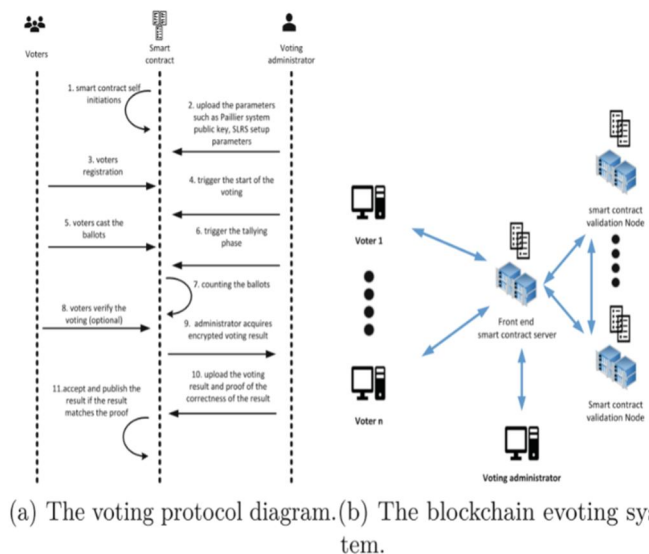 Voters
Smart
contract
Voting
administrator
1. smart contract self
initiations
2. upload the parameters
such as Paillier system
public key, SLRS setup
parameters
3. voters
registration
4. trigger the start of the
voting
5. voters cast the
ballots
6. trigger the tallying
phase
7. counting the ballots
8. voters verify the
voting (optional)
9. administrator acquires
encrypted voting result
10. upload the voting
result and proof of the
correctness of the result
11.accept and publish the
result if the result
matches the proof
Voter 1
Voter n
Front end
smart contract server
smart contract
validation Node
Smart contract
validation Node
Voting administrator
(a) The voting protocol diagram.
(b) The blockchain evoting sys
tem.